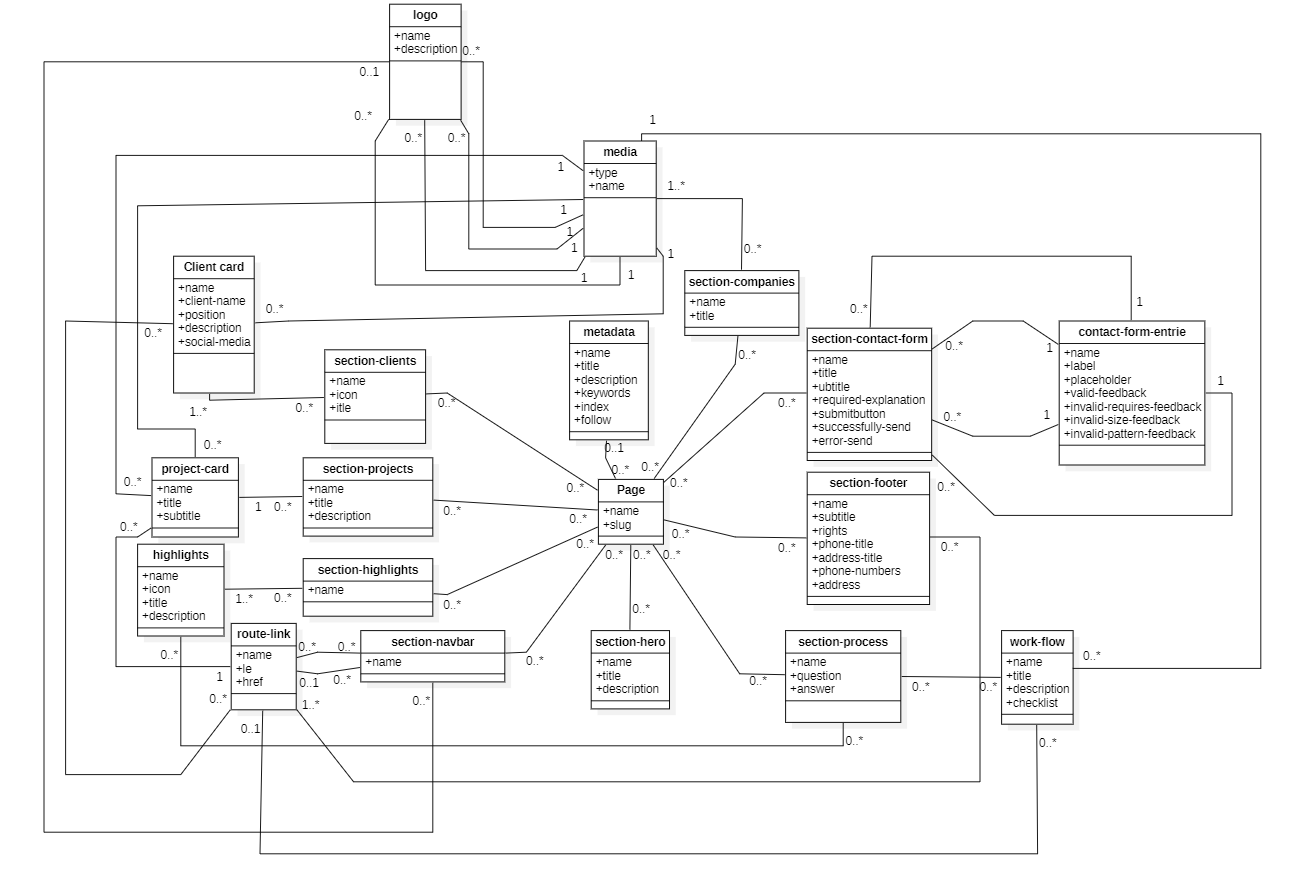 logo
+name
+description
0..*
0..1
0..*
0..*
0..*
1
media
+type
+name
1
1..*
1
1
1
1
1
1
0..*
Client card
+name
+client-name
+position
+description
+social-media
0..*
0..*
1..*
section-companies
+name
+title
0..*
metadata
+name
+title
+description
+keywords
+index
+follow
0..1
section-clients
+name
+icon
+itle
0..*
0..*
section-contact-form
+name
+title
+ubtitle
+required-explanation
+submitbutton
+successfully-send
+error-send
0..*
0..*
0..*
0..*
0..*
contact-form-entrie
+name
+label
+placeholder
+valid-feedback
+invalid-requires-feedback
+invalid-size-feedback
+invalid-pattern-feedback
1
1
1
1
project-card
+name
+title
+subtitle
0..*
0..*
0..*
1
section-projects
+name
+title
+description
0..*
0..*
Page
+name
+slug
0..*
0..*
0..*
0..*
0..*
0..*
0..*
0..*
0..*
0..*
section-footer
+name
+subtitle
+rights
+phone-title
+address-title
+phone-numbers
+address
0..*
0..*
highlights
+name
+icon
+title
+description
1..*
0..*
section-highlights
+name
0..*
0..*
route-link
+name
+le
+href
0..*
0..1
1
0..*
1..*
0..1
section-navbar
+name
0..*
0..*
0..*
0..*
section-hero
+name
+title
+description
0..*
section-process
+name
+question
+answer
0..*
0..*
0..*
work-flow
+name
+title
+description
+checklist
0..*
0..*
0..*